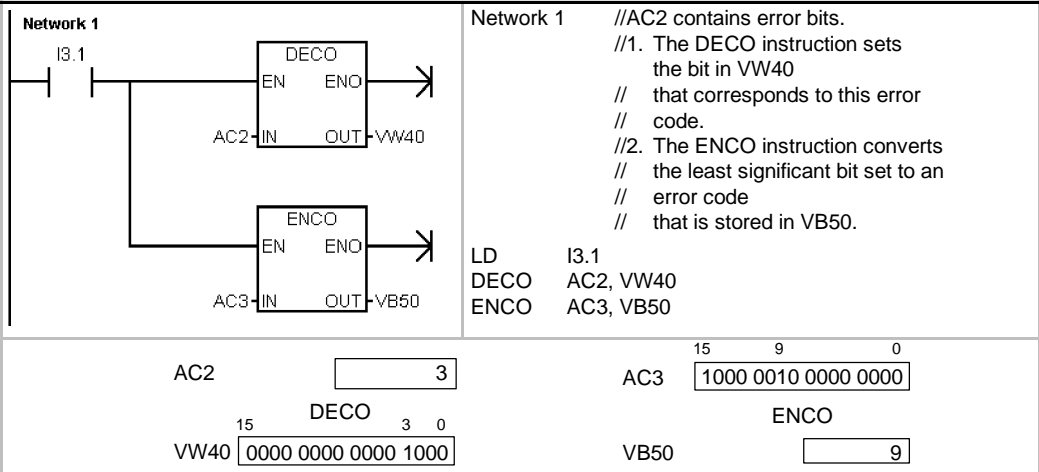 Network 1
I3.1
DECO
EN ENO
AC2 IN OUT VW40
ENCO
EN ENO
AC3 IN OUT VB50
Network 1 //AC2 contains error bits.
//1. The DECO instruction sets
the bit in VW40
// that corresponds to this error
// code.
//2. The ENCO instruction converts
// the least significant bit set to an
// error code
// that is stored in VB50.
LD I3.1
DECO AC2, VW40
ENCO AC3, VB50
AC2 3
DECO
15 3 0
VW40 0000 0000 0000 1000
15 9 0
AC3 1000 0010 0000 0000
ENCO
VB50 9